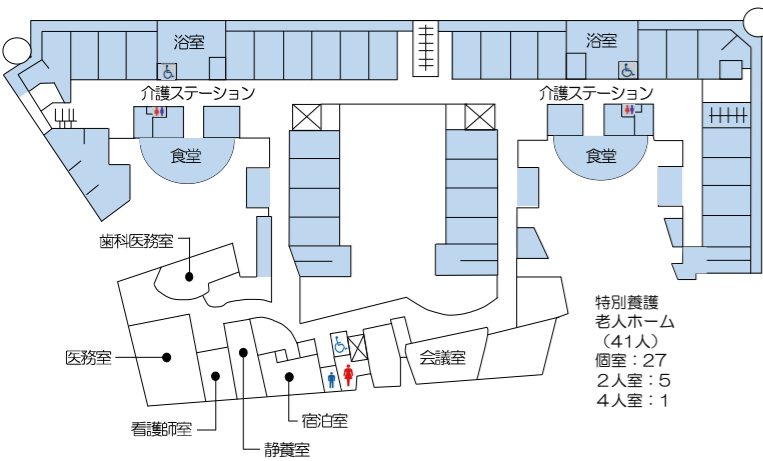 浴室
浴室
介護ステーション
介護ステーション
食堂
食堂
歯科医務室
医務室
看護師室
静養室
宿泊室
会議室
特別養護
老人ホーム
（41人）
個室：27
2人室：5
4人室：1